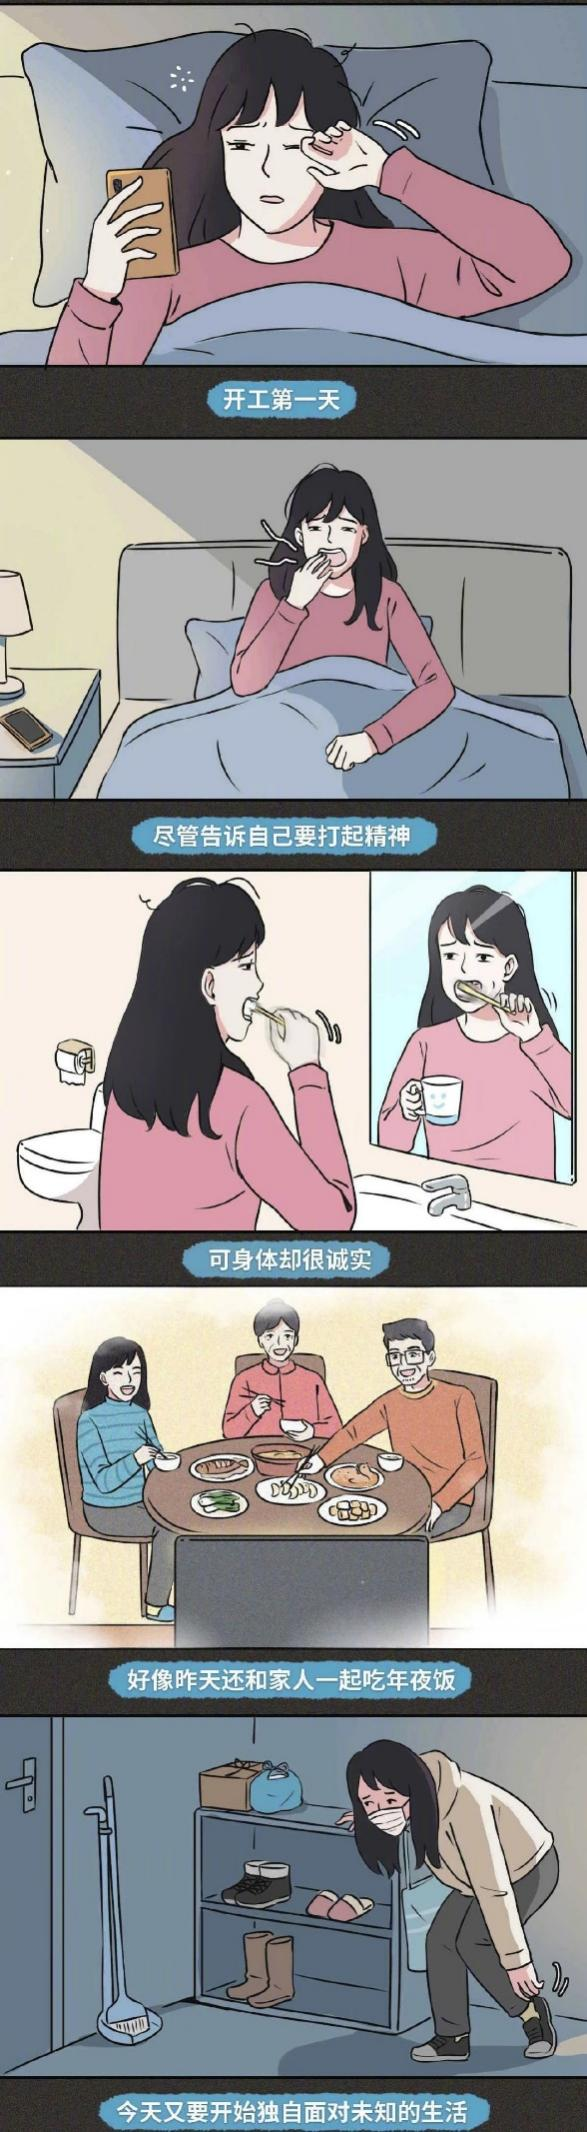 开工第一天
尽管告诉自己要打起精神
可身体却很诚实
好像昨天还和家人一起吃年夜饭
今天又要开始独自面对未知的生活